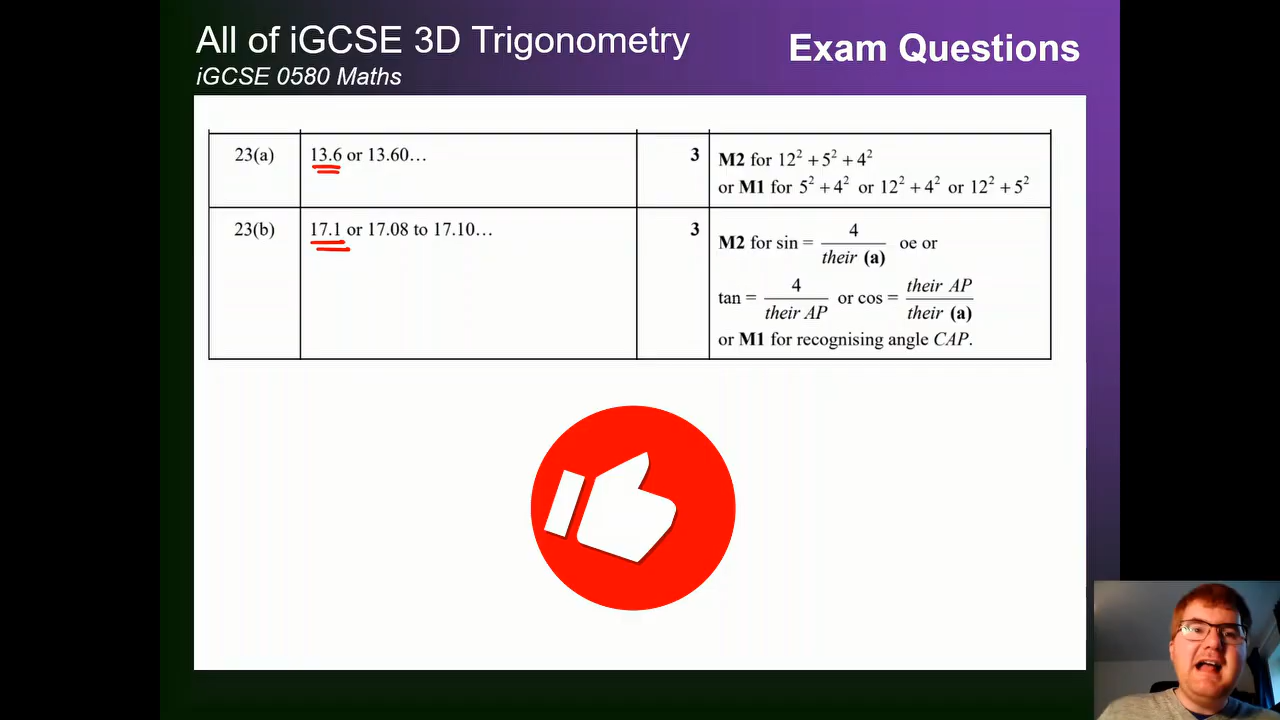 All of iGCSE 3D Trigonometry
iGCSE 0580 Maths
Exam Questions
23(a) 13.6 or 13.60… 3 M2 for 12² + 5² + 4²
or M1 for 5² + 4² or 12² + 4² or 12² + 5²
23(b) 17.1 or 17.08 to 17.10… 3 M2 for sin = 4 / their (a) oe or
tan = 4 / their AP or cos = their AP / their (a)
or M1 for recognising angle CAP.